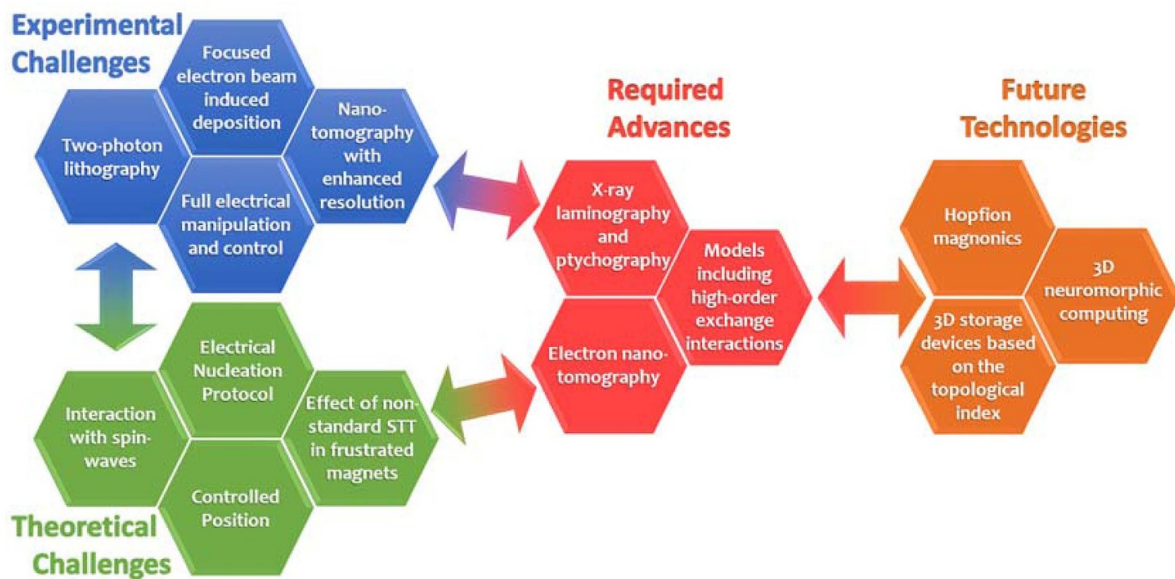 Experimental
Challenges
Focused
electron beam
induced
deposition
Two-photon
lithography
Nano-
tomography
with
enhanced
resolution
Full electrical
manipulation
and control
Electrical
Nucleation
Protocol
Interaction
with spin-
waves
Effect of non-
standard STT
in frustrated
magnets
Controlled
Position
Theoretical
Challenges
Required
Advances
X-ray
laminography
and
ptychography
Models
including
high-order
exchange
interactions
Electron nano-
tomography
Future
Technologies
Hopfion
magnonics
3D
neuromorphic
computing
3D storage
devices based
on the
topological
index